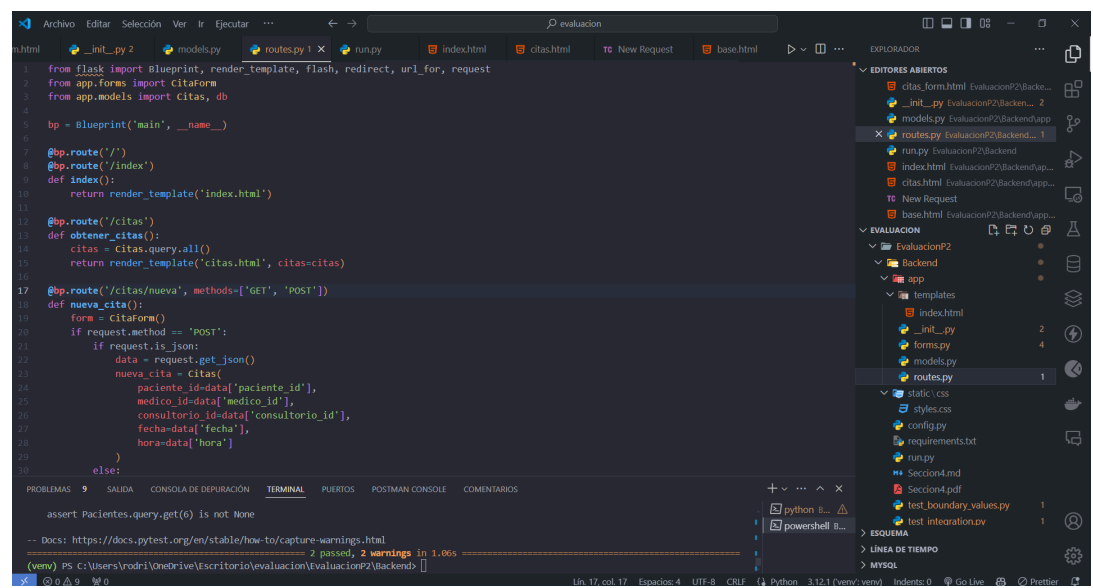 Archivo Editar Selección Ver Ir Ejecutar ··· evaluacion
m.html __init__.py 2 models.py routes.py 1 run.py index.html citas.html TC New Request base.html
1 from flask import Blueprint, render_template, flash, redirect, url_for, request
2 from app.forms import CitaForm
3 from app.models import Citas, db
4
5 bp = Blueprint('main', __name__)
6
7 @bp.route('/')
8 @bp.route('/index')
9 def index():
10 return render_template('index.html')
11
12 @bp.route('/citas')
13 def obtener_citas():
14 citas = Citas.query.all()
15 return render_template('citas.html', citas=citas)
16
17 @bp.route('/citas/nueva', methods=['GET', 'POST'])
18 def nueva_cita():
19 form = CitaForm()
20 if request.method == 'POST':
21 if request.is_json:
22 data = request.get_json()
23 nueva_cita = Citas(
24 paciente_id=data['paciente_id'],
25 medico_id=data['medico_id'],
26 consultorio_id=data['consultorio_id'],
27 fecha=data['fecha'],
28 hora=data['hora']
29 )
30 else:
PROBLEMAS 9 SALIDA CONSOLA DE DEPURACIÓN TERMINAL PUERTOS POSTMAN CONSOLE COMENTARIOS
assert Pacientes.query.get(6) is not None
-- Docs: https://docs.pytest.org/en/stable/how-to/capture-warnings.html
2 passed, 2 warnings in 1.06s
(venv) PS C:\Users\rodri\OneDrive\Escritorio\evaluacion\EvaluacionP2\Backend>
python B...
powershell B...
EXPLORADOR ···
EDITORES ABIERTOS
citas_form.html EvaluacionP2\Backe...
__init__.py EvaluacionP2\Backen... 2
models.py EvaluacionP2\Backend\app
routes.py EvaluacionP2\Backend... 1
run.py EvaluacionP2\Backend
index.html EvaluacionP2\Backend\ap...
citas.html EvaluacionP2\Backend\app...
TC New Request
base.html EvaluacionP2\Backend\app...
EVALUACION
EvaluacionP2
Backend
app
templates
index.html
__init__.py 2
forms.py 4
models.py
routes.py 1
static\css
styles.css
config.py
requirements.txt
run.py
Seccion4.md
Seccion4.pdf
test_boundary_values.py 1
test_integration.py 1
ESQUEMA
LÍNEA DE TIEMPO
MYSQL
0 9 0 Lín. 17, col. 17 Espacios: 4 UTF-8 CRLF Python 3.12.1 ('venv': venv) Indents: 0 Go Live Prettier